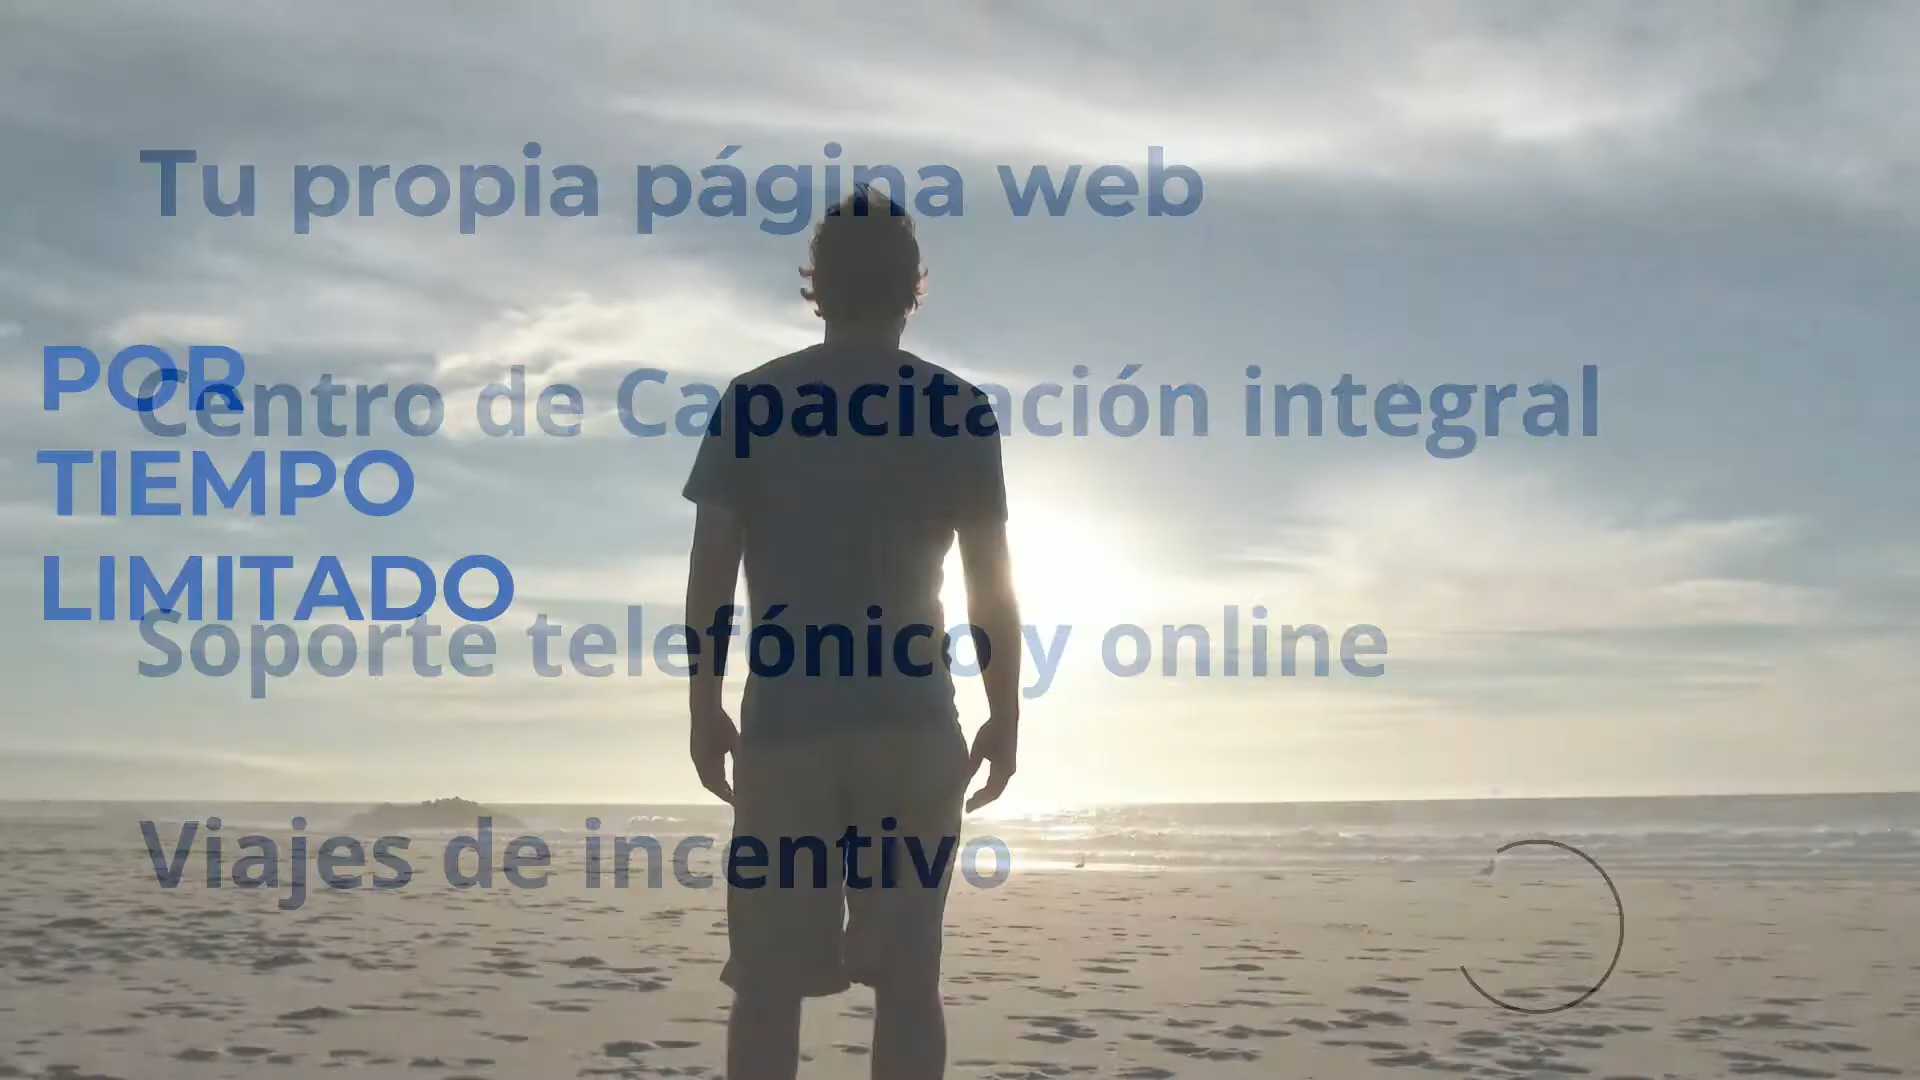 Tu propia página web
Centro de Capacitación integral
Soporte telefónico y online
Viajes de incentivo
POR
TIEMPO
LIMITADO